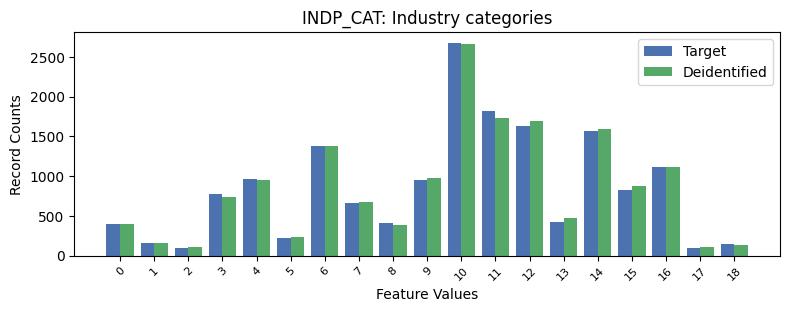 INDP_CAT: Industry categories
Target
Deidentified
Record Counts
2500
2000
1500
1000
500
0
0 1 2 3 4 5 6 7 8 9 10 11 12 13 14 15 16 17 18
Feature Values